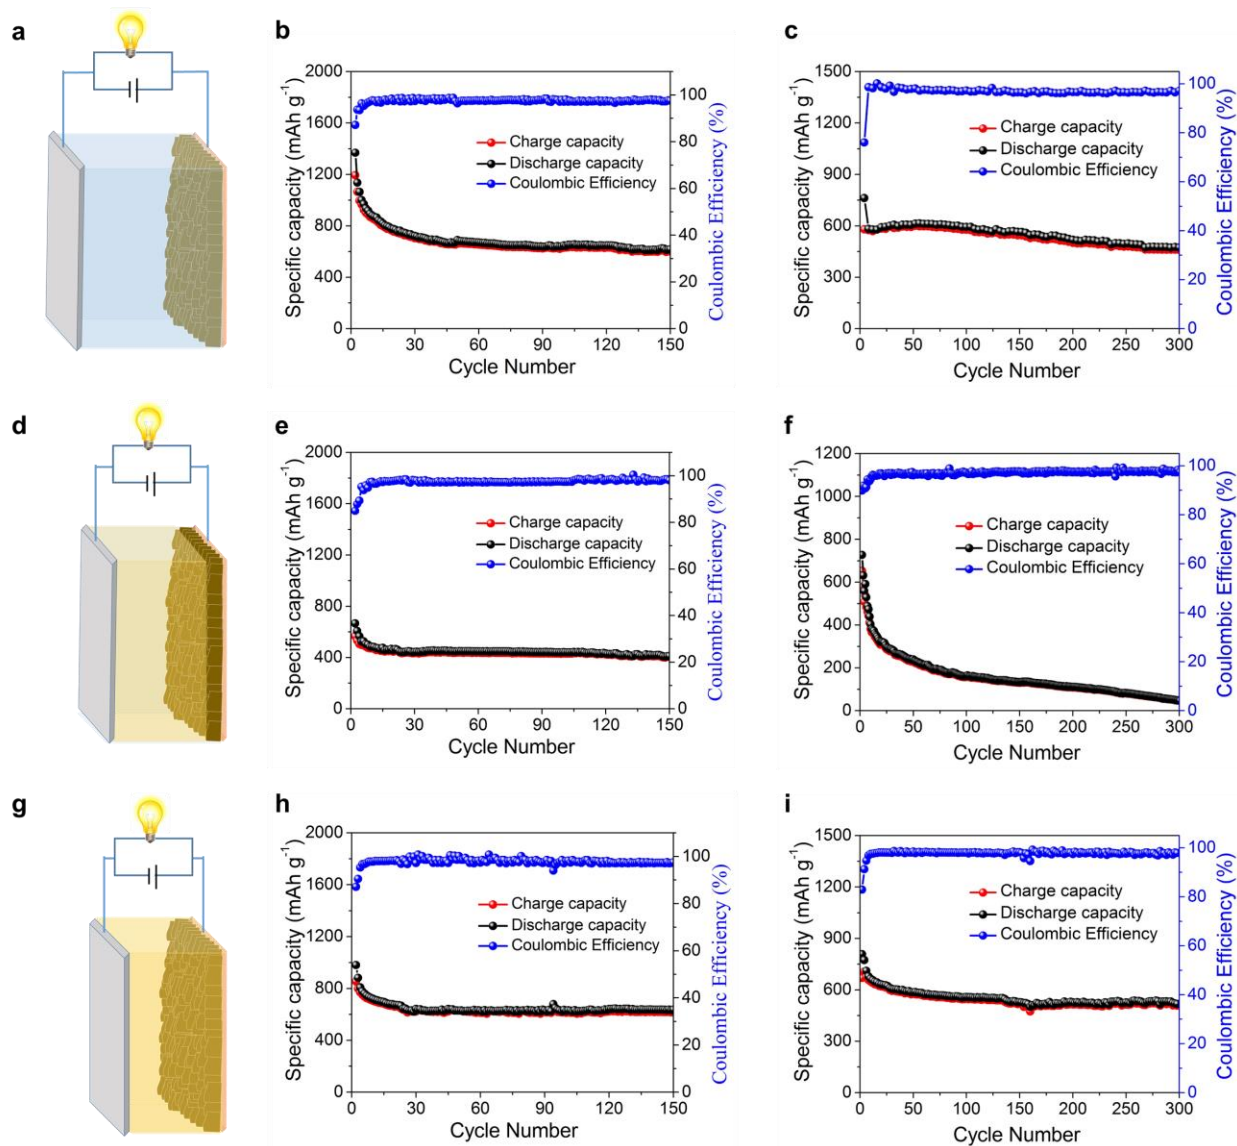 a
b
c
2000
1600
1200
800
400
0
0 30 60 90 120 150
100
80
60
40
20
0
Specific capacity (mAh g⁻¹)
Coulombic Efficiency (%)
Cycle Number
Charge capacity
Discharge capacity
Coulombic Efficiency
1500
1200
900
600
300
0
0 50 100 150 200 250 300
100
80
60
40
20
0
Specific capacity (mAh g⁻¹)
Coulombic Efficiency (%)
Cycle Number
Charge capacity
Discharge capacity
Coulombic Efficiency
d
e
f
2000
1600
1200
800
400
0
0 30 60 90 120 150
100
80
60
40
20
0
Specific capacity (mAh g⁻¹)
Coulombic Efficiency (%)
Cycle Number
Charge capacity
Discharge capacity
Coulombic Efficiency
1200
1000
800
600
400
200
0
0 50 100 150 200 250 300
100
80
60
40
20
0
Specific capacity (mAh g⁻¹)
Coulombic Efficiency (%)
Cycle Number
Charge capacity
Discharge capacity
Coulombic Efficiency
g
h
i
2000
1600
1200
800
400
0
0 30 60 90 120 150
100
80
60
40
20
0
Specific capacity (mAh g⁻¹)
Coulombic Efficiency (%)
Cycle Number
Charge capacity
Discharge capacity
Coulombic Efficiency
1500
1200
900
600
300
0
0 50 100 150 200 250 300
100
80
60
40
20
0
Specific capacity (mAh g⁻¹)
Coulombic Efficiency (%)
Cycle Number
Charge capacity
Discharge capacity
Coulombic Efficiency